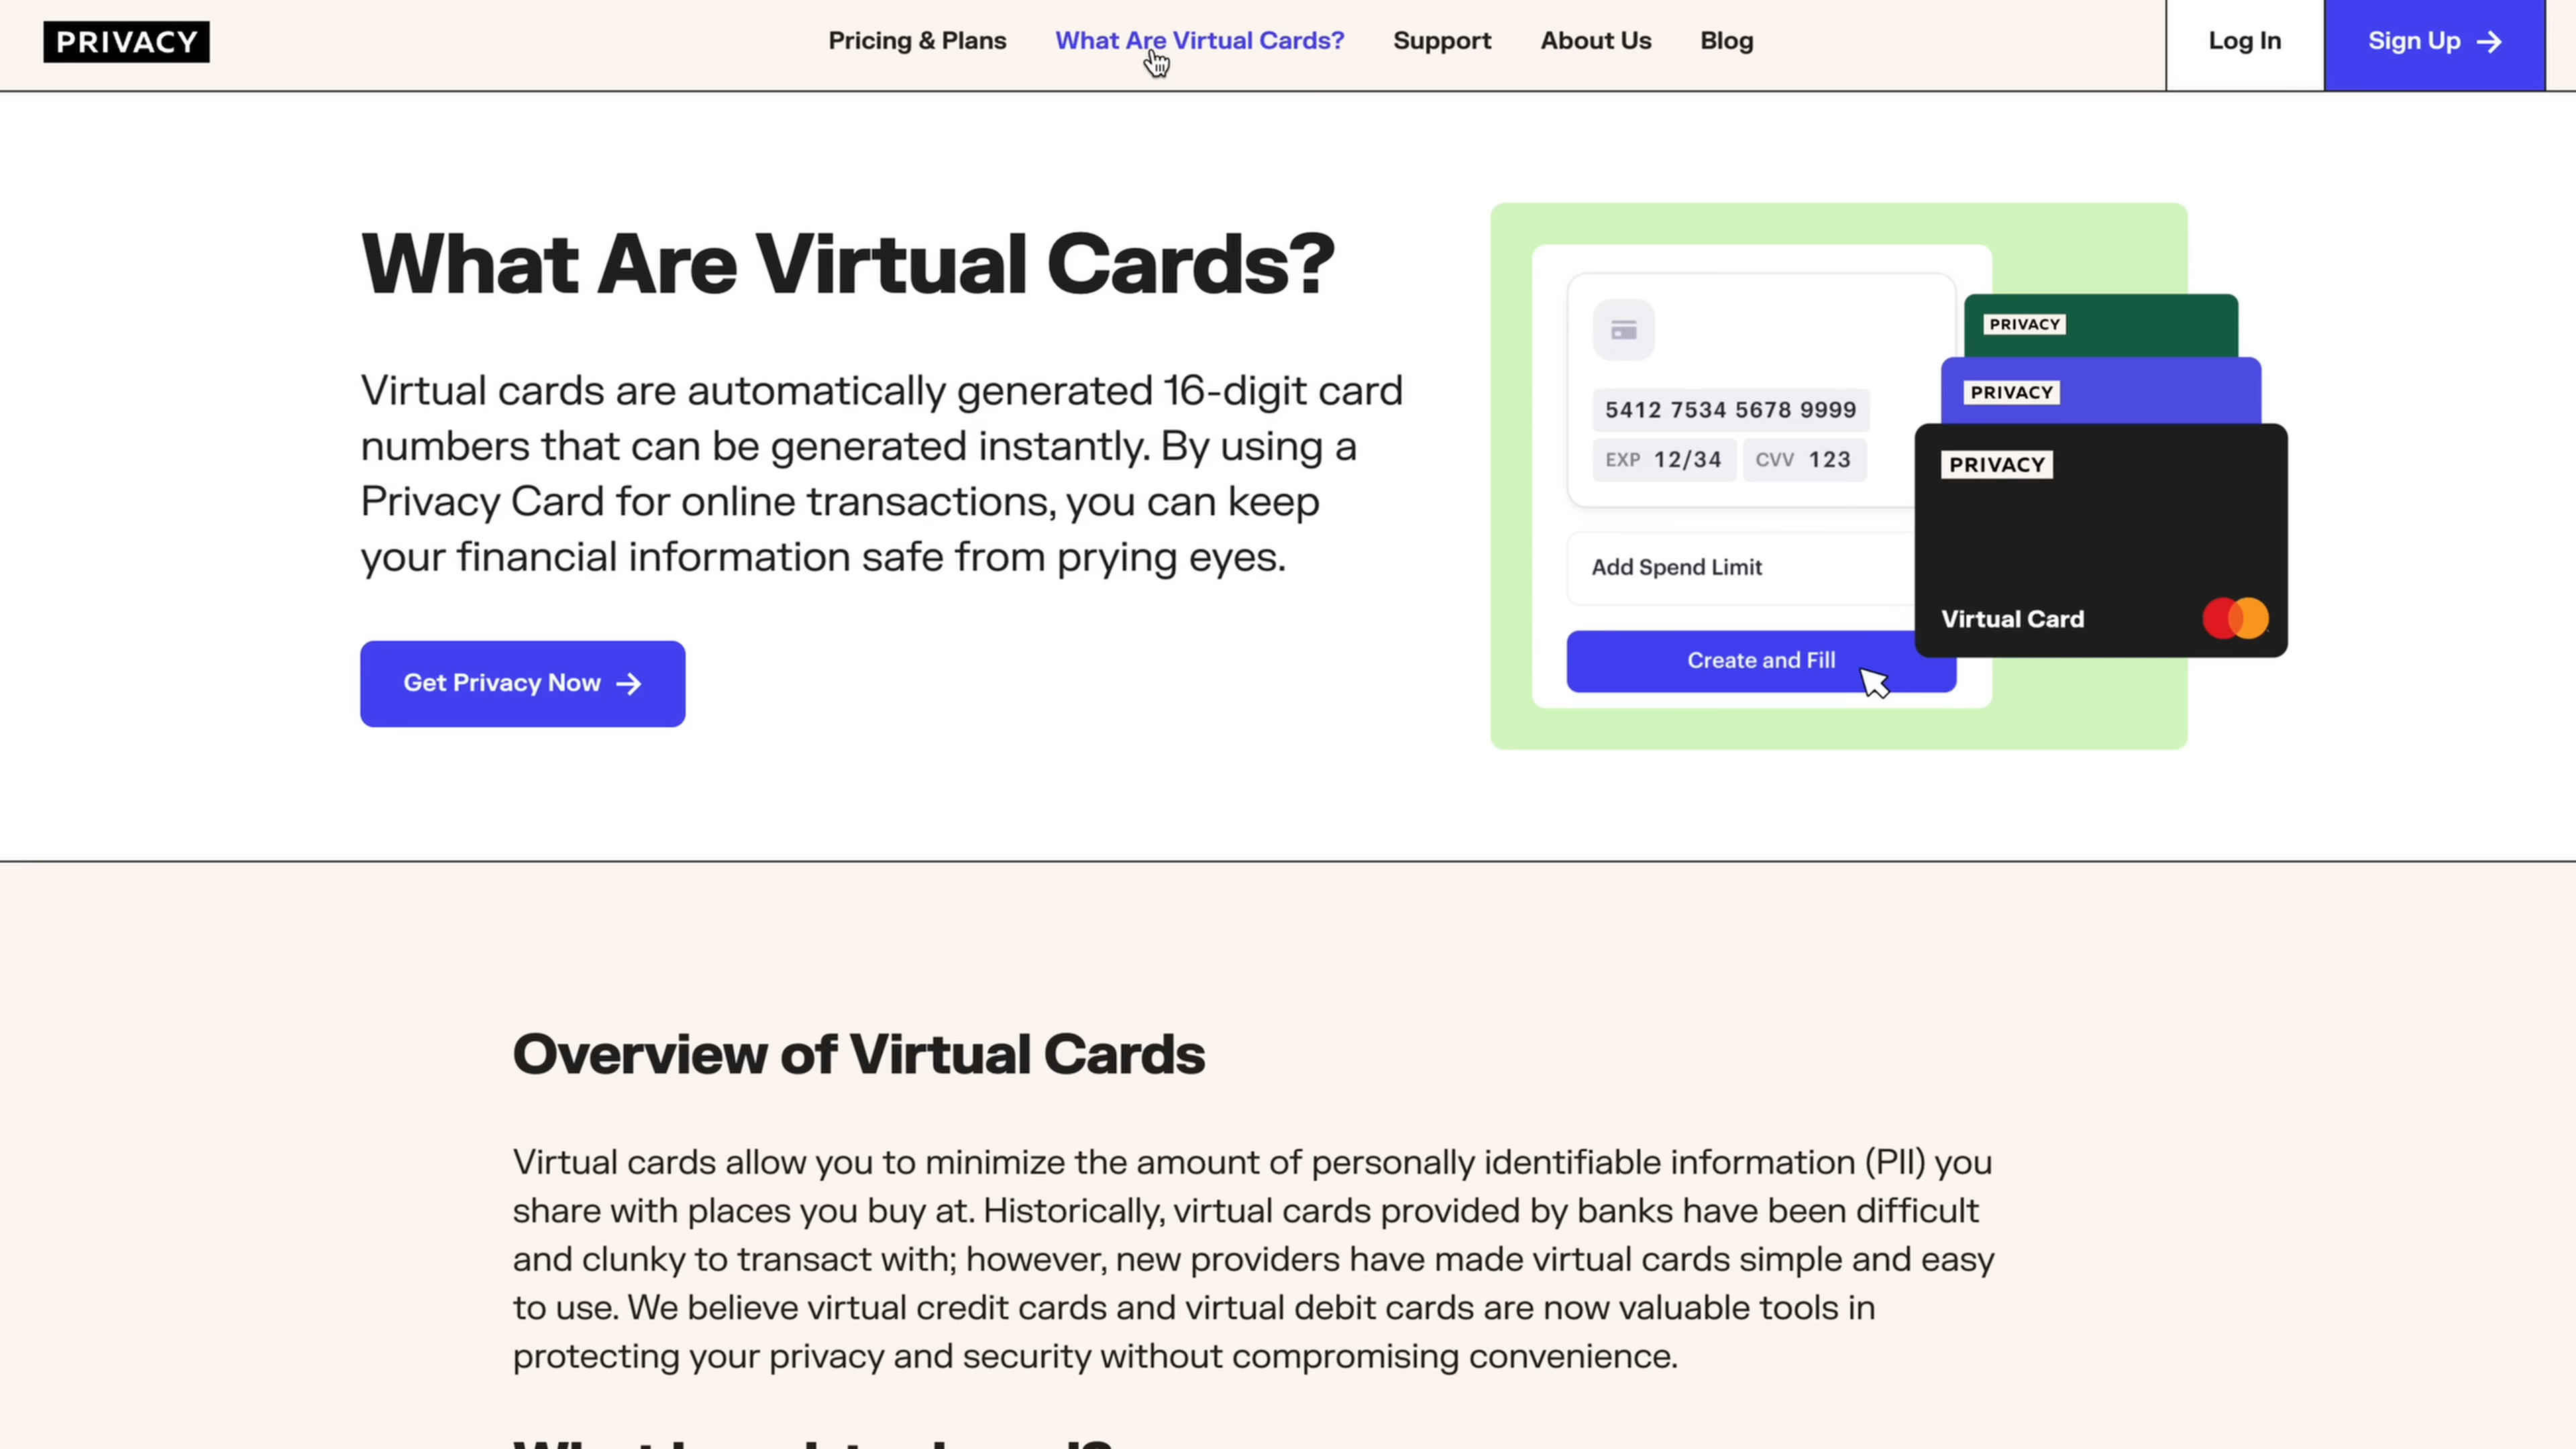 PRIVACY
Pricing & Plans
What Are Virtual Cards?
Support
About Us
Blog
Log In
Sign Up
What Are Virtual Cards?
Virtual cards are automatically generated 16-digit card
numbers that can be generated instantly. By using a
Privacy Card for online transactions, you can keep
your financial information safe from prying eyes.
Get Privacy Now
5412 7534 5678 9999
EXP 12/34
CVV 123
Add Spend Limit
Create and Fill
PRIVACY
PRIVACY
PRIVACY
Virtual Card
Overview of Virtual Cards
Virtual cards allow you to minimize the amount of personally identifiable information (PII) you
share with places you buy at. Historically, virtual cards provided by banks have been difficult
and clunky to transact with; however, new providers have made virtual cards simple and easy
to use. We believe virtual credit cards and virtual debit cards are now valuable tools in
protecting your privacy and security without compromising convenience.